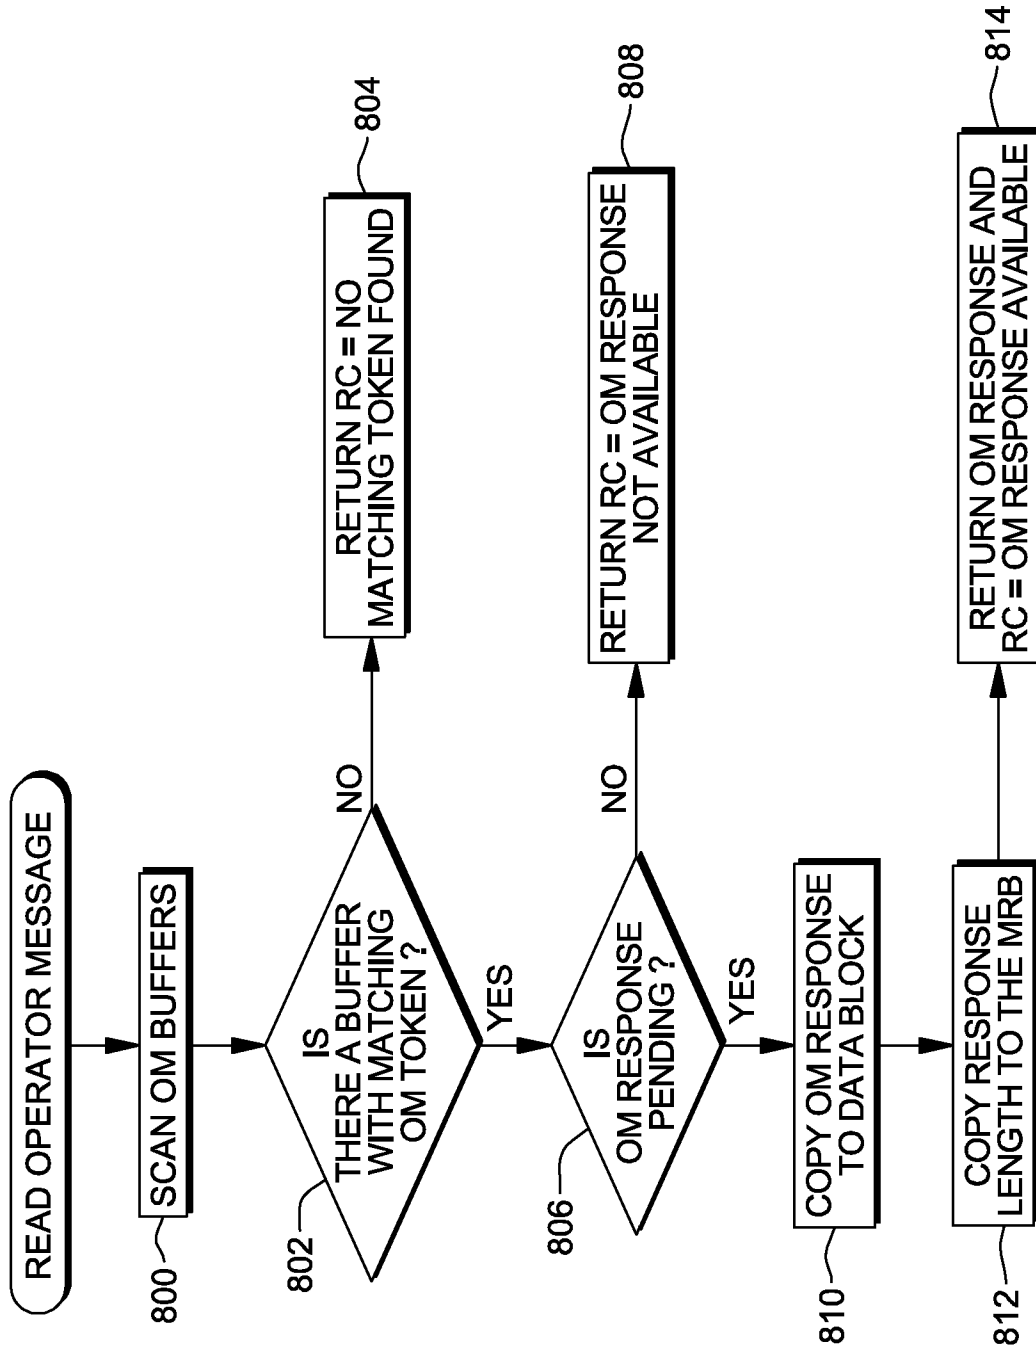 READ OPERATOR MESSAGE
SCAN OM BUFFERS
800
IS
THERE A BUFFER
WITH MATCHING
OM TOKEN ?
802
NO
RETURN RC = NO
MATCHING TOKEN FOUND
804
YES
IS
OM RESPONSE
PENDING ?
806
NO
RETURN RC = OM RESPONSE
NOT AVAILABLE
808
YES
COPY OM RESPONSE
TO DATA BLOCK
810
COPY RESPONSE
LENGTH TO THE MRB
812
RETURN OM RESPONSE AND
RC = OM RESPONSE AVAILABLE
814